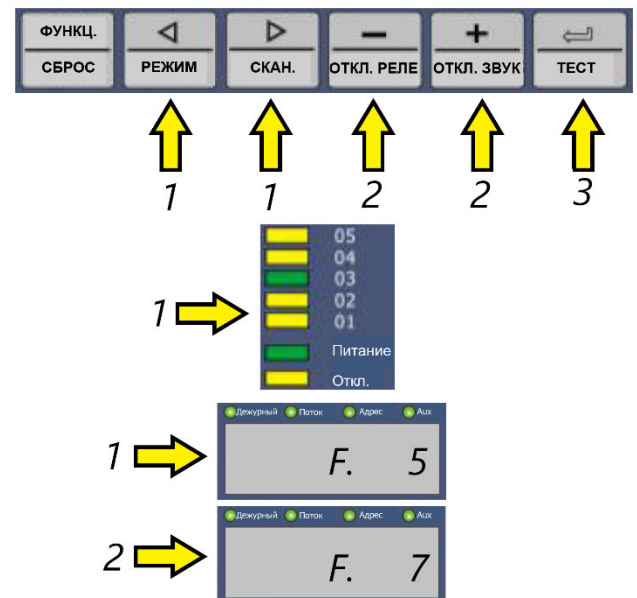 ФУНКЦ.
СБРОС РЕЖИМ СКАН. ОТКЛ. РЕЛЕ ОТКЛ. ЗВУК ТЕСТ
1 1 2 2 3
05
04
03
1 02
01
Питание
Откл.
Дежурный Поток Адрес Aux
1 F. 5
Дежурный Поток Адрес Aux
2 F. 7